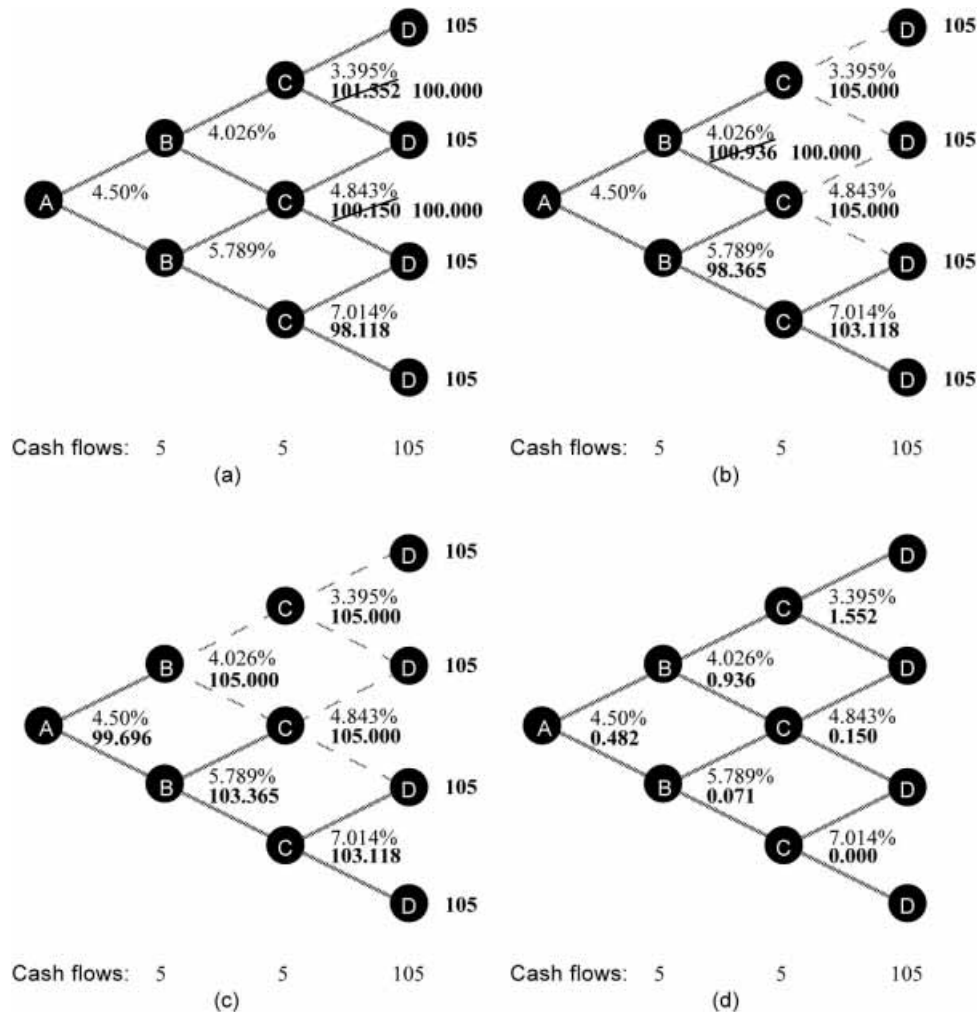 D 105
C 3.395%
101.552 100.000
B 4.026%
D 105
A 4.50%
C 4.843%
100.150 100.000
B 5.789%
D 105
C 7.014%
98.118
D 105
Cash flows: 5 5 105
(a)
D 105
C 3.395%
105.000
B 4.026%
100.936 100.000
D 105
A 4.50%
C 4.843%
105.000
B 5.789%
98.365
D 105
C 7.014%
103.118
D 105
Cash flows: 5 5 105
(b)
D 105
C 3.395%
105.000
B 4.026%
105.000
D 105
A 4.50%
99.696
C 4.843%
105.000
B 5.789%
103.365
D 105
C 7.014%
103.118
D 105
Cash flows: 5 5 105
(c)
D
C 3.395%
1.552
B 4.026%
0.936
D
A 4.50%
0.482
C 4.843%
0.150
B 5.789%
0.071
D
C 7.014%
0.000
D
Cash flows: 5 5 105
(d)